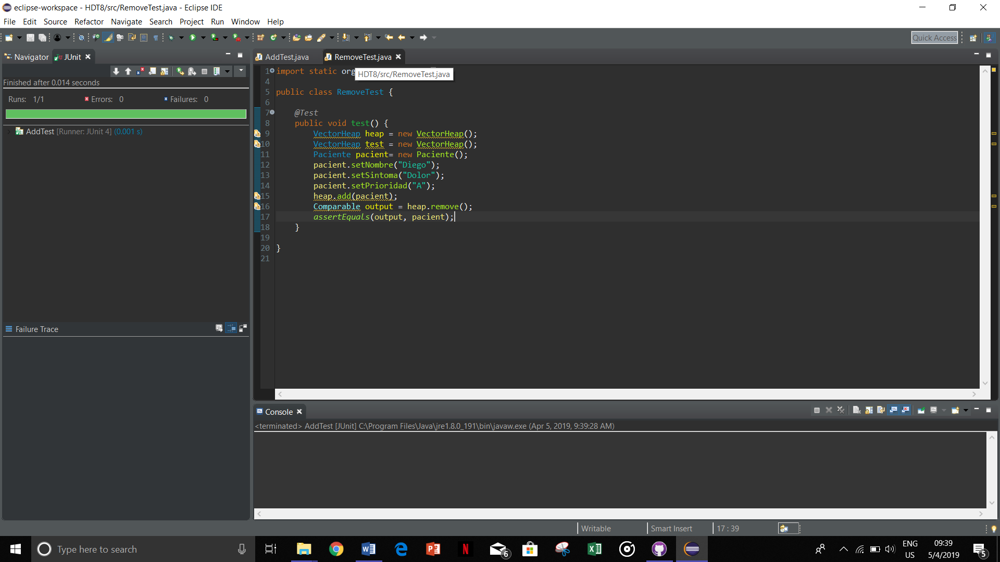 eclipse-workspace - HDT8/src/RemoveTest.java - Eclipse IDE
File Edit Source Refactor Navigate Search Project Run Window Help
Quick Access
Navigator JUnit
Finished after 0.014 seconds
Runs: 1/1 Errors: 0 Failures: 0
AddTest [Runner: JUnit 4] (0.001 s)
Failure Trace
AddTest.java RemoveTest.java
1 import static org
HDT8/src/RemoveTest.java
4
5 public class RemoveTest {
6
7 @Test
8 public void test() {
9 VectorHeap heap = new VectorHeap();
10 VectorHeap test = new VectorHeap();
11 Paciente pacient= new Paciente();
12 pacient.setNombre("Diego");
13 pacient.setSintoma("Dolor");
14 pacient.setPrioridad("A");
15 heap.add(pacient);
16 Comparable output = heap.remove();
17 assertEquals(output, pacient);
18 }
19
20 }
21
Console
<terminated> AddTest [JUnit] C:\Program Files\Java\jre1.8.0_191\bin\javaw.exe (Apr 5, 2019, 9:39:28 AM)
Writable Smart Insert 17 : 39
Type here to search
6
ENG
US
09:39
5/4/2019
5